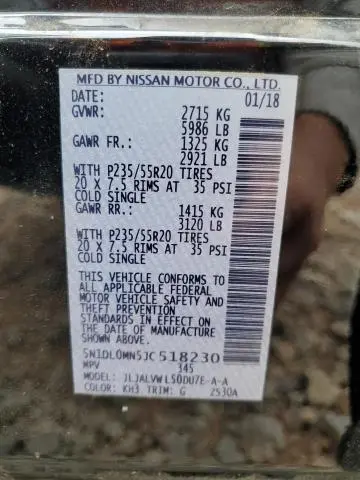 MFD BY NISSAN MOTOR CO., LTD.
DATE: 01/18
GVWR: 2715 KG
5986 LB
GAWR FR.: 1325 KG
2921 LB
WITH P235/55R20 TIRES
20 X 7.5 RIMS AT 35 PSI
COLD SINGLE
GAWR RR.: 1415 KG
3120 LB
WITH P235/55R20 TIRES
20 X 7.5 RIMS AT 35 PSI
COLD SINGLE
THIS VEHICLE CONFORMS TO
ALL APPLICABLE FEDERAL
MOTOR VEHICLE SAFETY AND
THEFT PREVENTION
STANDARDS IN EFFECT ON
THE DATE OF MANUFACTURE
SHOWN ABOVE.
5N1DL0MN5JC518230
MPV 345
MODEL: JLJALVWL50DU7E-A-A
COLOR: KH3 TRIM: G 2530A